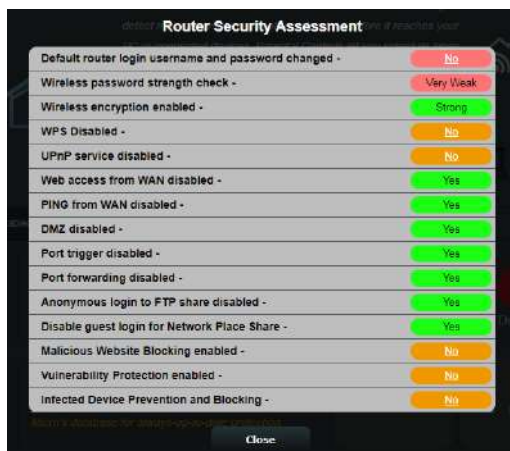 Router Security Assessment
Default router login username and password changed - No
Wireless password strength check - Very Weak
Wireless encryption enabled - Strong
WPS Disabled - No
UPnP service disabled - No
Web access from WAN disabled - Yes
PING from WAN disabled - Yes
DMZ disabled - Yes
Port trigger disabled - Yes
Port forwarding disabled - Yes
Anonymous login to FTP share disabled - Yes
Disable guest login for Network Place Share - Yes
Malicious Website Blocking enabled - No
Vulnerability Protection enabled - No
Infected Device Prevention and Blocking - No
Close